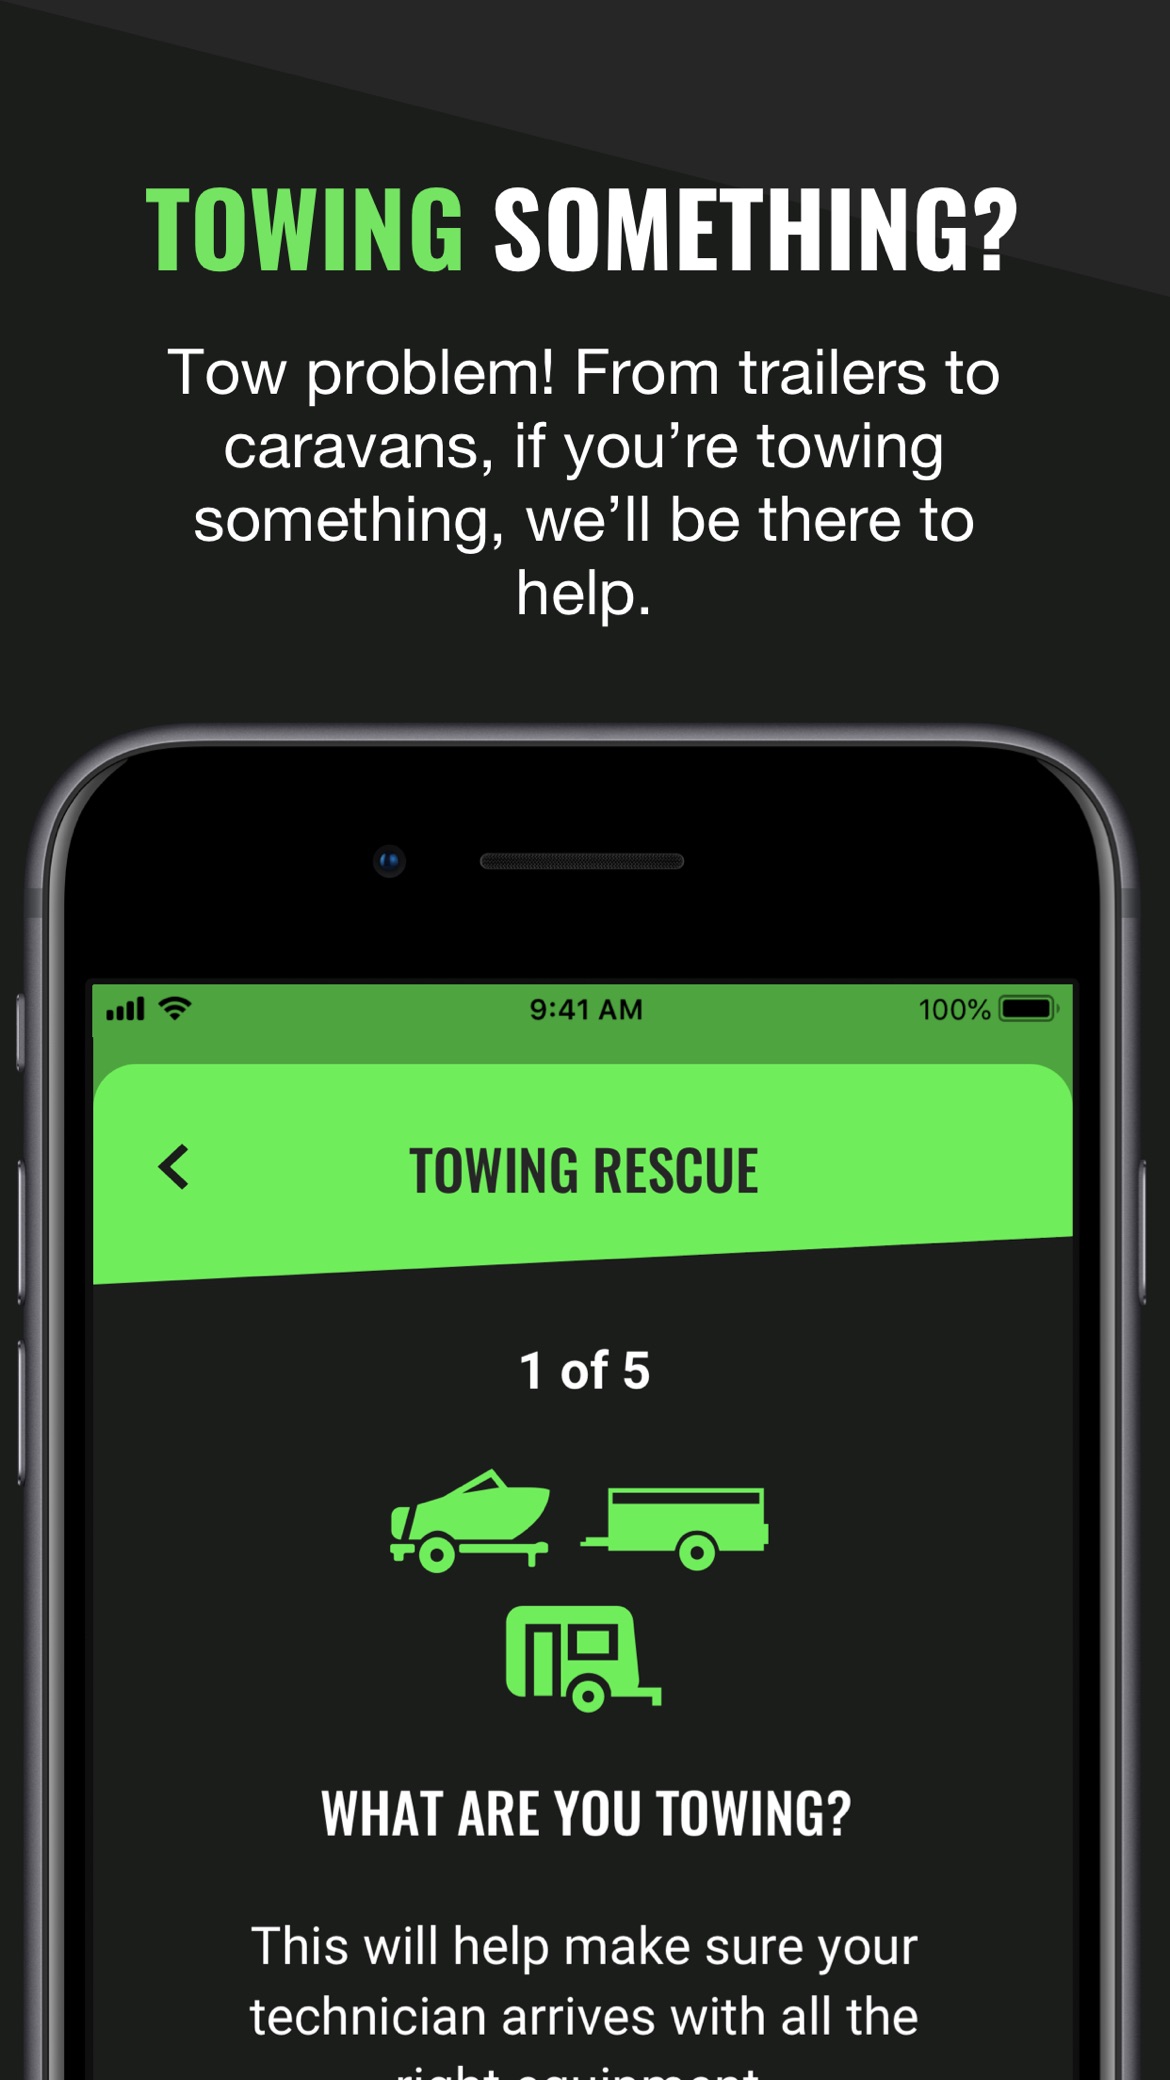 TOWING SOMETHING?
Tow problem! From trailers to
caravans, if you’re towing
something, we’ll be there to
help.
9:41 AM
100%
TOWING RESCUE
1 of 5
WHAT ARE YOU TOWING?
This will help make sure your
technician arrives with all the
right equipment